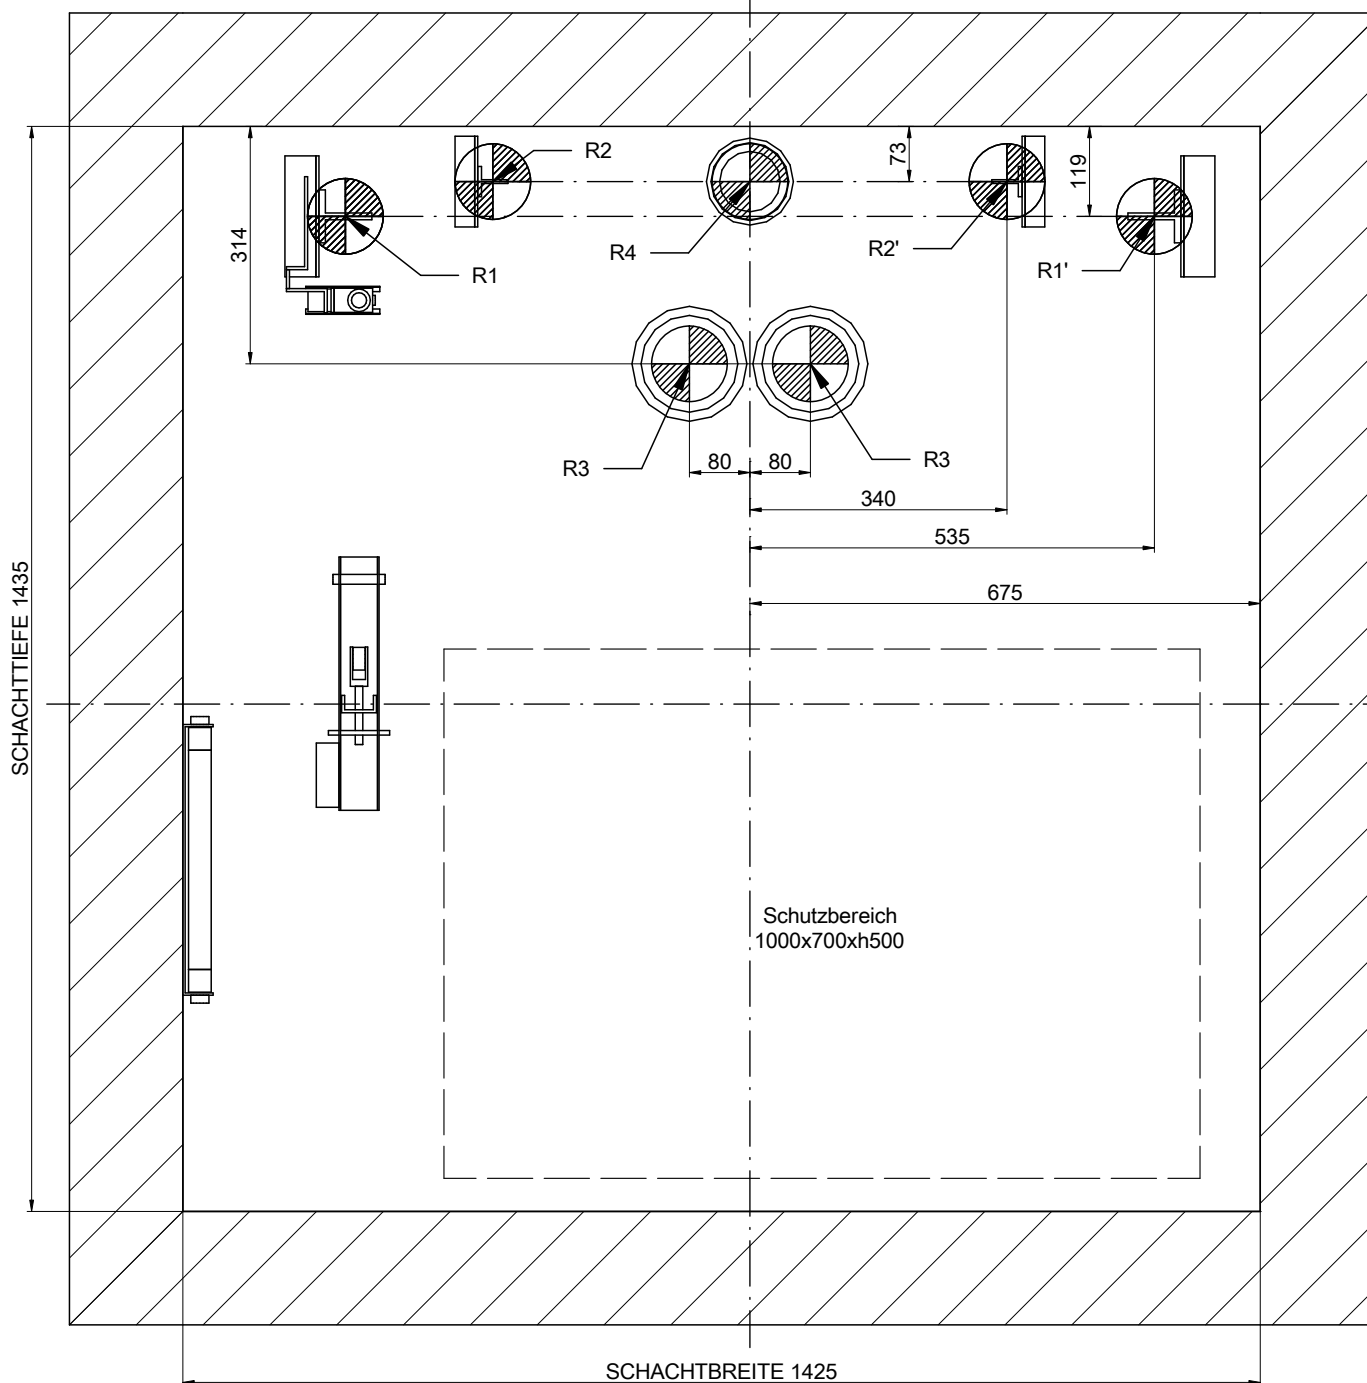 R2
73
119
R4
R2'
R1
R1'
314
R3
80
80
R3
340
535
675
SCHACHTTIEFE 1435
Schutzbereich
1000x700xh500
SCHACHTBREITE 1425